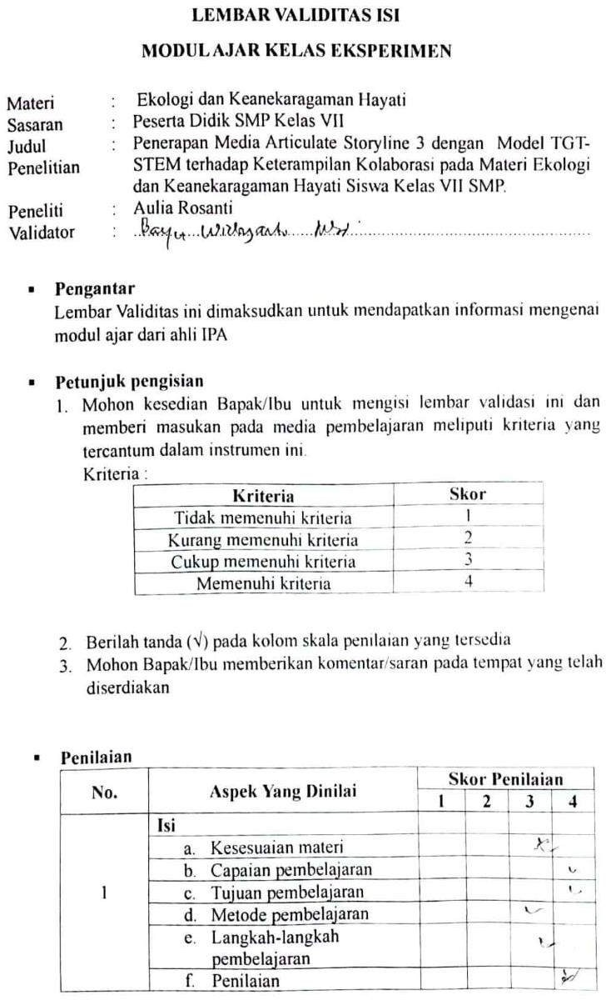 LEMBAR VALIDITAS ISI
MODUL AJAR KELAS EKSPERIMEN
Materi : Ekologi dan Keanekaragaman Hayati
Sasaran : Peserta Didik SMP Kelas VII
Judul : Penerapan Media Articulate Storyline 3 dengan Model TGT-
Penelitian STEM terhadap Keterampilan Kolaborasi pada Materi Ekologi
dan Keanekaragaman Hayati Siswa Kelas VII SMP.
Peneliti : Aulia Rosanti
Validator : Bayu
▪ Pengantar
Lembar Validitas ini dimaksudkan untuk mendapatkan informasi mengenai
modul ajar dari ahli IPA
▪ Petunjuk pengisian
1. Mohon kesedian Bapak/Ibu untuk mengisi lembar validasi ini dan
memberi masukan pada media pembelajaran meliputi kriteria yang
tercantum dalam instrumen ini.
Kriteria :
Kriteria Skor
Tidak memenuhi kriteria 1
Kurang memenuhi kriteria 2
Cukup memenuhi kriteria 3
Memenuhi kriteria 4
2. Berilah tanda (√) pada kolom skala penilaian yang tersedia
3. Mohon Bapak/Ibu memberikan komentar/saran pada tempat yang telah
diserdiakan
▪ Penilaian
No. Aspek Yang Dinilai Skor Penilaian
1 2 3 4
Isi
a. Kesesuaian materi
b. Capaian pembelajaran
1 c. Tujuan pembelajaran
d. Metode pembelajaran
e. Langkah-langkah
pembelajaran
f. Penilaian